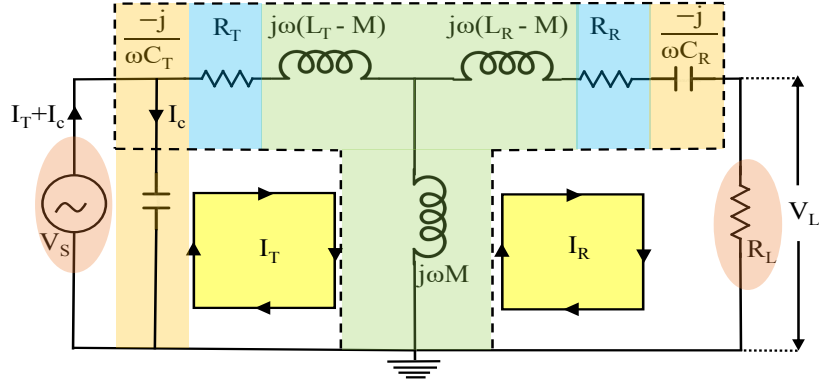 -j
ωC_T
R_T
jω(L_T - M)
jω(L_R - M)
R_R
-j
ωC_R
I_T+I_c
I_c
V_S
I_T
jωM
I_R
R_L
V_L